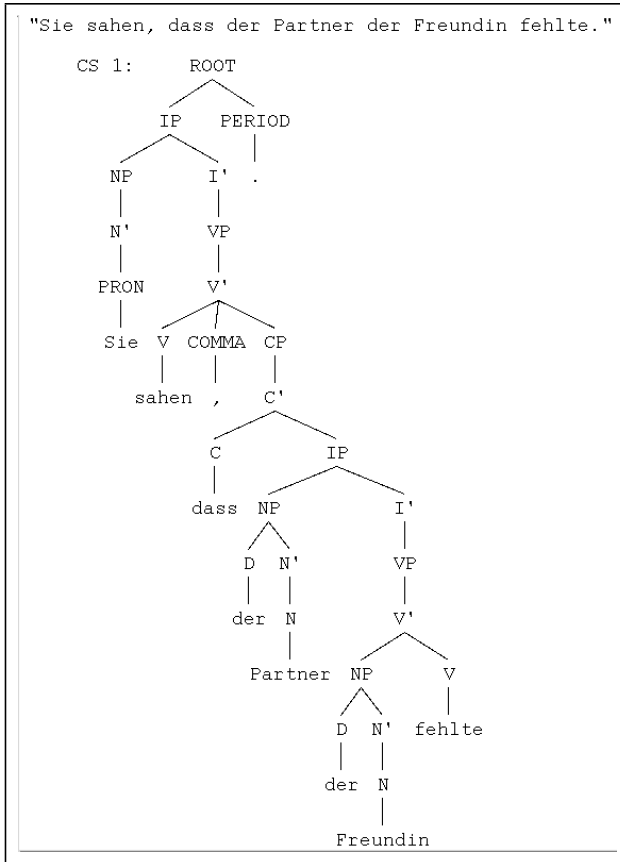 "Sie sahen, dass der Partner der Freundin fehlte."
CS 1: ROOT
IP PERIOD
NP I' .
N' VP
PRON V'
Sie V COMMA CP
sahen , C'
C IP
dass NP I'
D N' VP
der N V'
Partner NP V
D N' fehlte
der N
Freundin